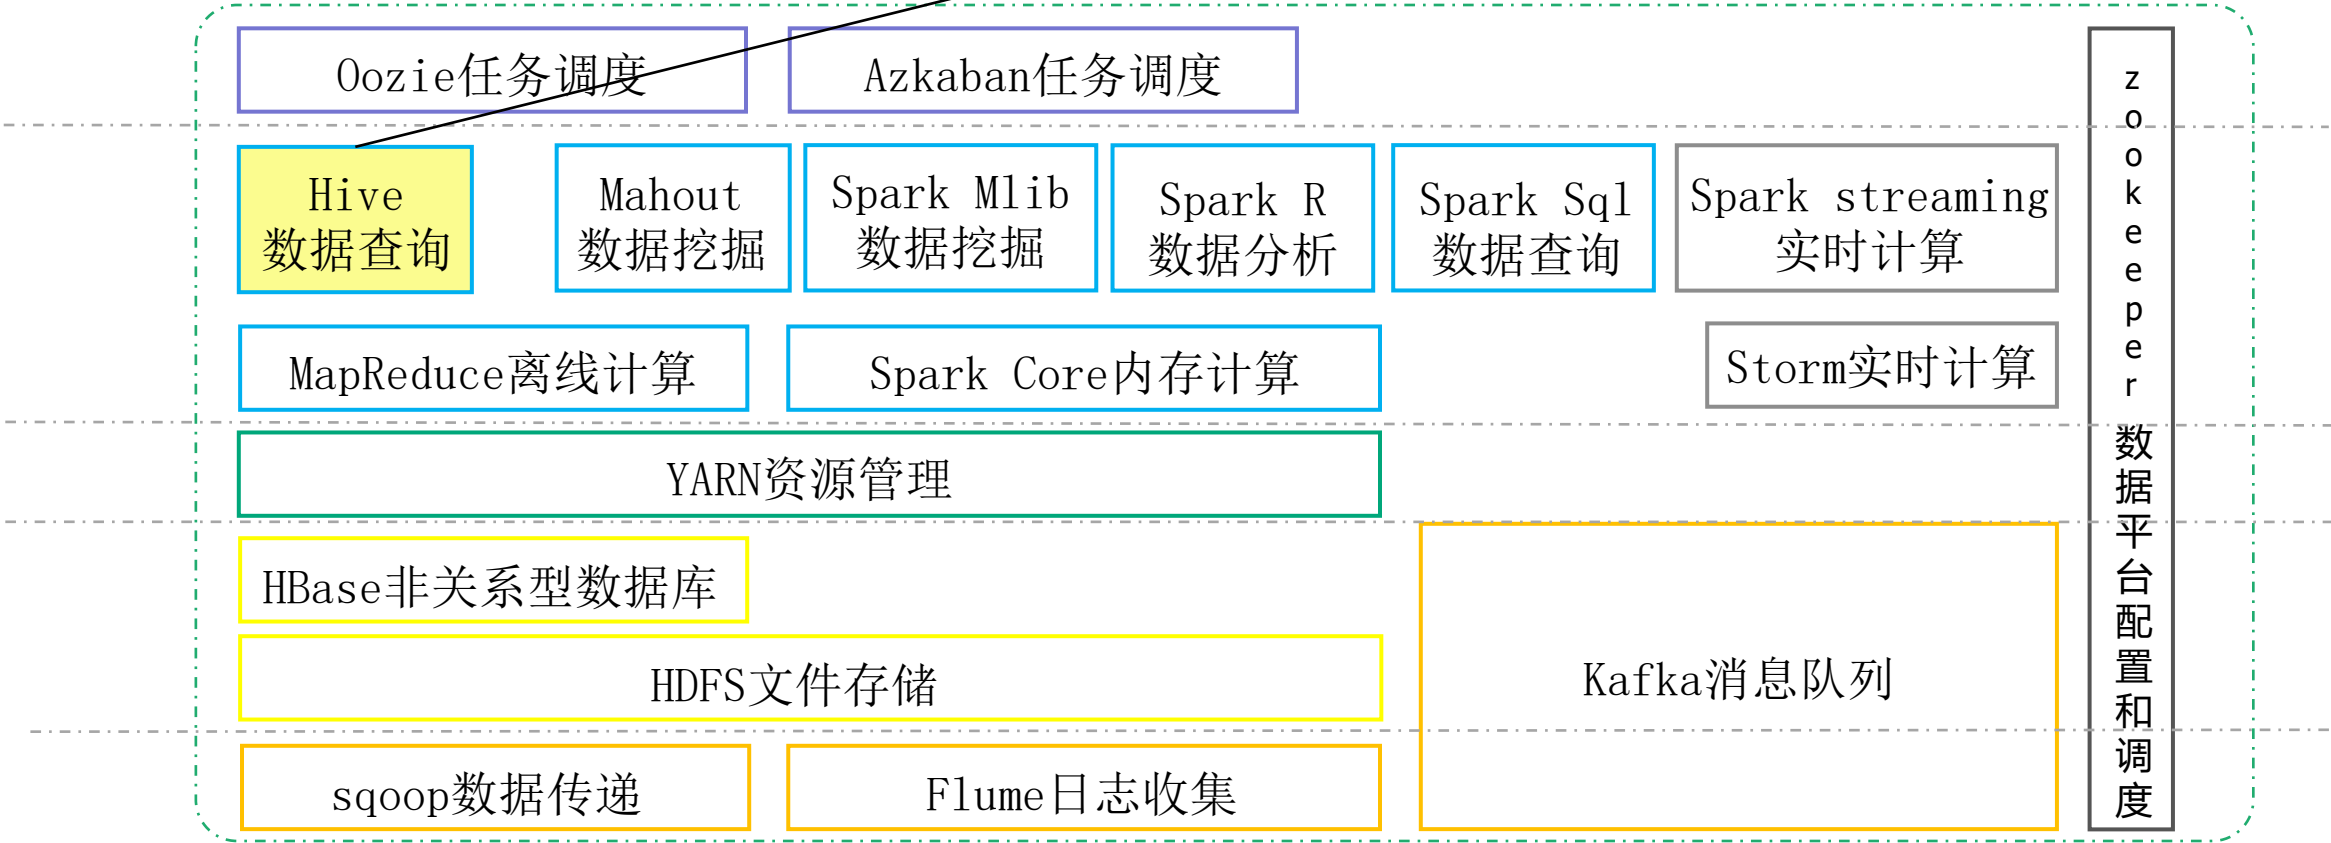 Oozie任务调度
Azkaban任务调度
Hive
数据查询
Mahout
数据挖掘
Spark Mlib
数据挖掘
Spark R
数据分析
Spark Sql
数据查询
Spark streaming
实时计算
MapReduce离线计算
Spark Core内存计算
Storm实时计算
YARN资源管理
HBase非关系型数据库
HDFS文件存储
Kafka消息队列
sqoop数据传递
Flume日志收集
zookeeper数据平台配置和调度